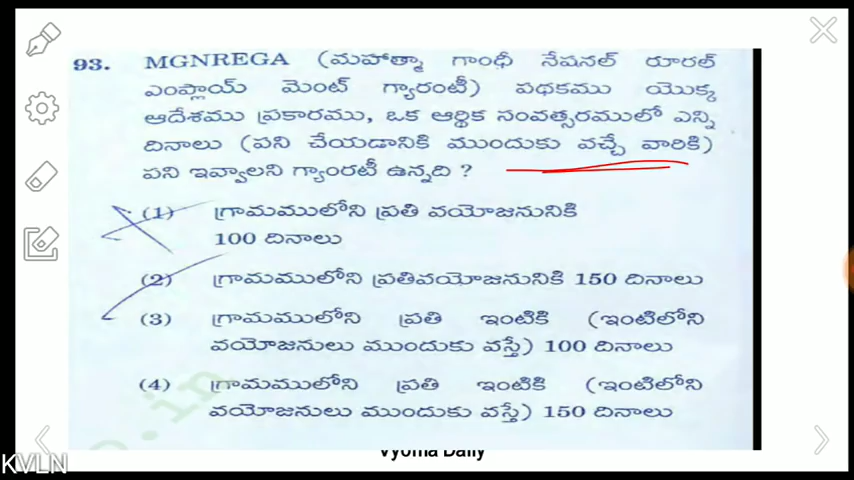 93. MGNREGA (మహాత్మా గాంధీ నేషనల్ రూరల్
ఎంప్లాయ్ మెంట్ గ్యారంటీ) పథకము యొక్క
ఆదేశము ప్రకారము, ఒక ఆర్థిక సంవత్సరములో ఎన్ని
దినాలు (పని చేయడానికి ముందుకు వచ్చే వారికి)
పని ఇవ్వాలని గ్యాంరటీ ఉన్నది ?
(1) గ్రామములోని ప్రతి వయోజనునికి
100 దినాలు
(2) గ్రామములోని ప్రతివయోజనునికి 150 దినాలు
(3) గ్రామములోని ప్రతి ఇంటికి (ఇంటిలోని
వయోజనులు ముందుకు వస్తే) 100 దినాలు
(4) గ్రామములోని ప్రతి ఇంటికి (ఇంటిలోని
వయోజనులు ముందుకు వస్తే) 150 దినాలు
KVLN
Vyoma Daily